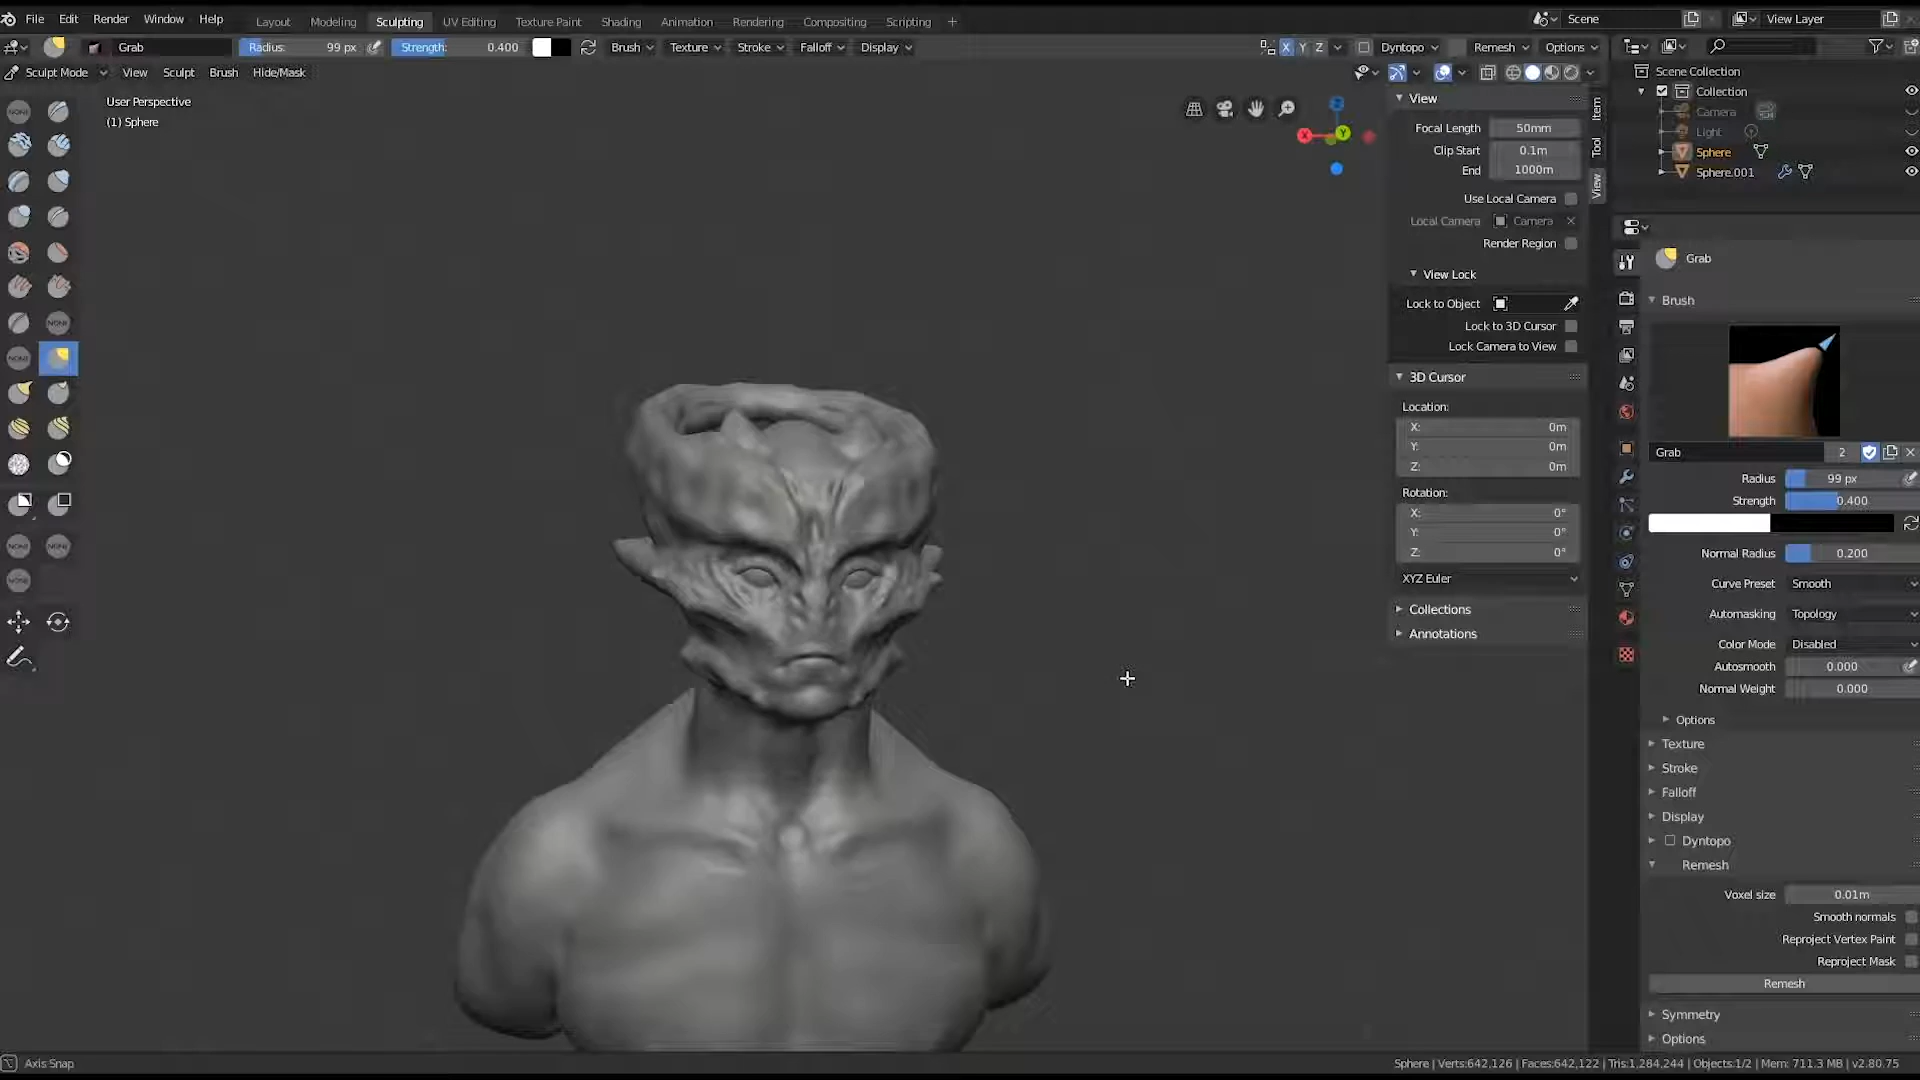 File Edit Render Window Help Layout Modeling Sculpting UV Editing Texture Paint Shading Animation Rendering Compositing Scripting + Scene View Layer
Grab Radius: 99 px Strength: 0.400 Brush Texture Stroke Falloff Display X Y Z Dyntopo Remesh Options
Sculpt Mode View Sculpt Brush Hide/Mask
User Perspective
(1) Sphere
NONE
NONE
NONE
NONE NONE
NONE
X Y
View
Focal Length 50mm
Clip Start 0.1m
End 1000m
Use Local Camera
Local Camera Camera
Render Region
View Lock
Lock to Object
Lock to 3D Cursor
Lock Camera to View
3D Cursor
Location:
X: 0m
Y: 0m
Z: 0m
Rotation:
X: 0°
Y: 0°
Z: 0°
XYZ Euler
Collections
Annotations
Item
Tool
View
Scene Collection
Collection
Camera
Light
Sphere
Sphere.001
Grab
Brush
Grab 2
Radius 99 px
Strength 0.400
Normal Radius 0.200
Curve Preset Smooth
Automasking Topology
Color Mode Disabled
Autosmooth 0.000
Normal Weight 0.000
Options
Texture
Stroke
Falloff
Display
Dyntopo
Remesh
Voxel size 0.01m
Smooth normals
Reproject Vertex Paint
Reproject Mask
Remesh
Symmetry
Options
Axis Snap
Sphere | Verts:642,126 | Faces:642,122 | Tris:1,284,244 | Objects:1/2 | Mem: 711.3 MB | v2.80.75